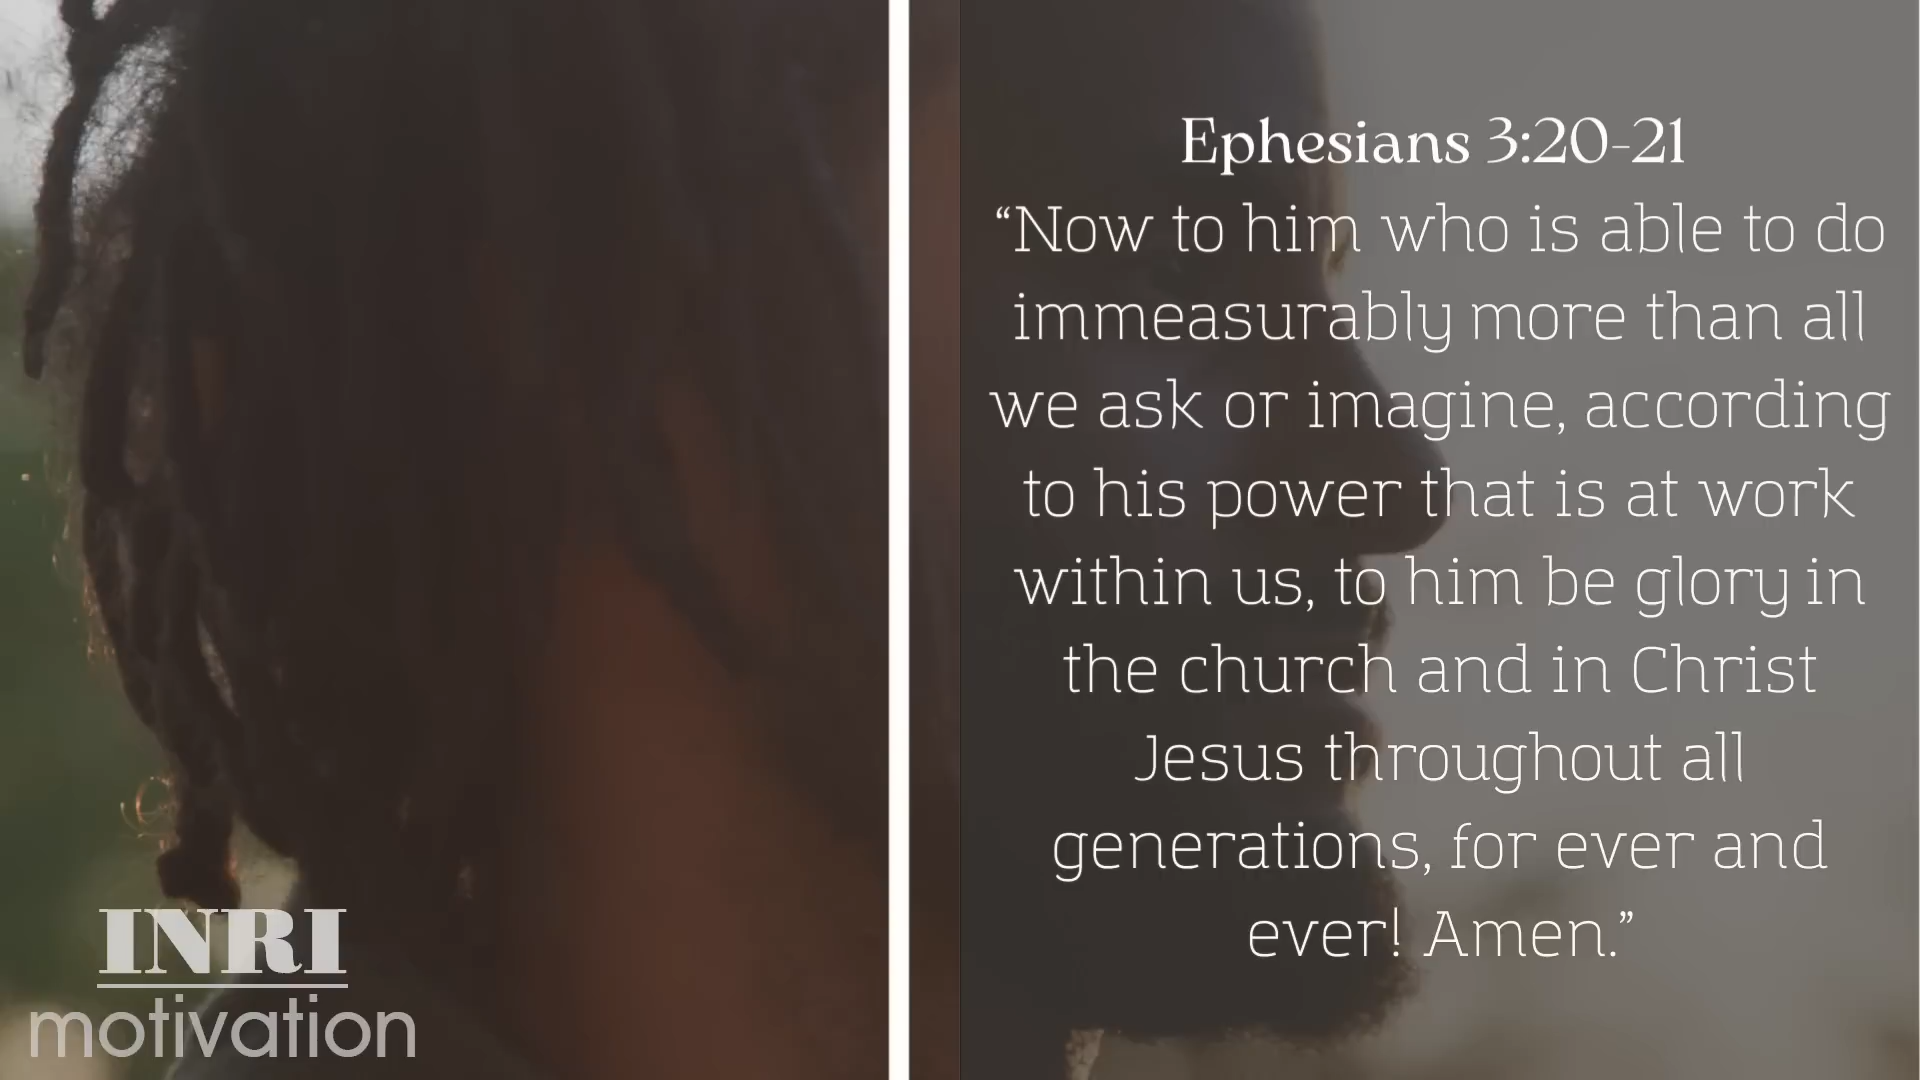 Ephesians 3:20-21
“Now to him who is able to do
immeasurably more than all
we ask or imagine, according
to his power that is at work
within us, to him be glory in
the church and in Christ
Jesus throughout all
generations, for ever and
ever! Amen.”
INRI
motivation